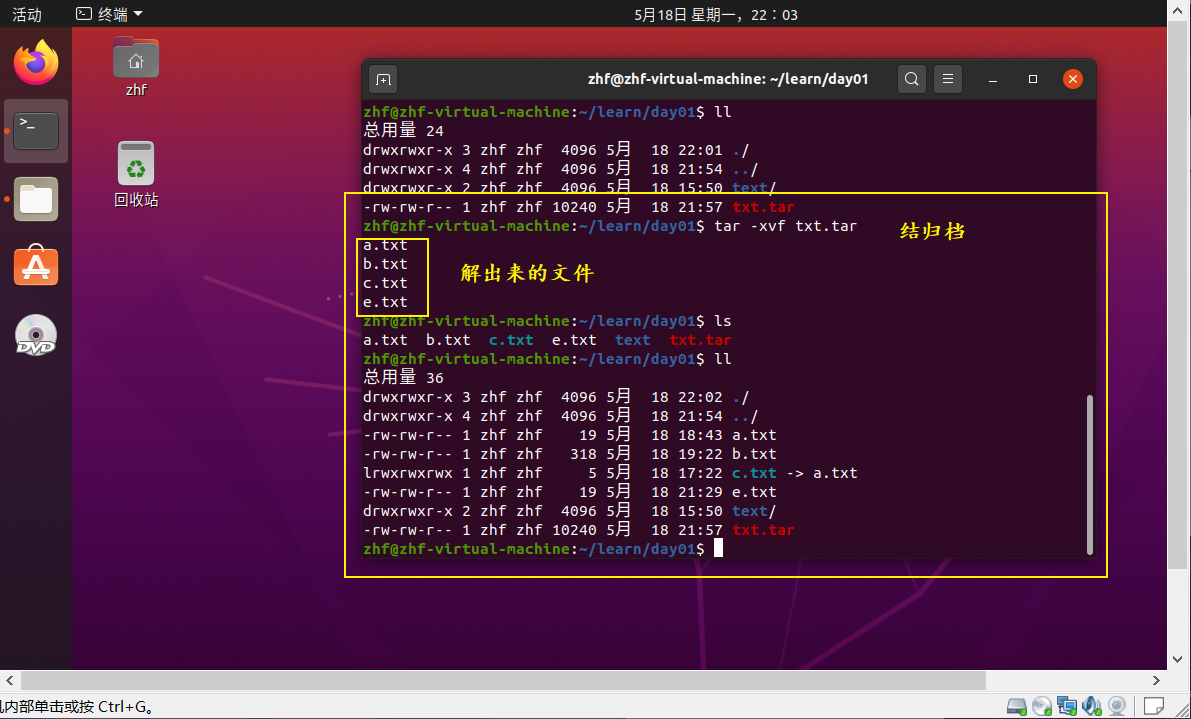 活动 终端 5月18日 星期一，22：03
zhf
回收站
DVD
zhf@zhf-virtual-machine: ~/learn/day01
zhf@zhf-virtual-machine:~/learn/day01$ ll
总用量 24
drwxrwxr-x 3 zhf zhf  4096 5月  18 22:01 ./
drwxrwxr-x 4 zhf zhf  4096 5月  18 21:54 ../
drwxrwxr-x 2 zhf zhf  4096 5月  18 15:50 text/
-rw-rw-r-- 1 zhf zhf 10240 5月  18 21:57 txt.tar
zhf@zhf-virtual-machine:~/learn/day01$ tar -xvf txt.tar
结归档
a.txt
b.txt
c.txt
e.txt
解出来的文件
zhf@zhf-virtual-machine:~/learn/day01$ ls
a.txt  b.txt  c.txt  e.txt  text  txt.tar
zhf@zhf-virtual-machine:~/learn/day01$ ll
总用量 36
drwxrwxr-x 3 zhf zhf  4096 5月  18 22:02 ./
drwxrwxr-x 4 zhf zhf  4096 5月  18 21:54 ../
-rw-rw-r-- 1 zhf zhf    19 5月  18 18:43 a.txt
-rw-rw-r-- 1 zhf zhf   318 5月  18 19:22 b.txt
lrwxrwxrwx 1 zhf zhf     5 5月  18 17:22 c.txt -> a.txt
-rw-rw-r-- 1 zhf zhf    19 5月  18 21:29 e.txt
drwxrwxr-x 2 zhf zhf  4096 5月  18 15:50 text/
-rw-rw-r-- 1 zhf zhf 10240 5月  18 21:57 txt.tar
zhf@zhf-virtual-machine:~/learn/day01$
内部单击或按 Ctrl+G。